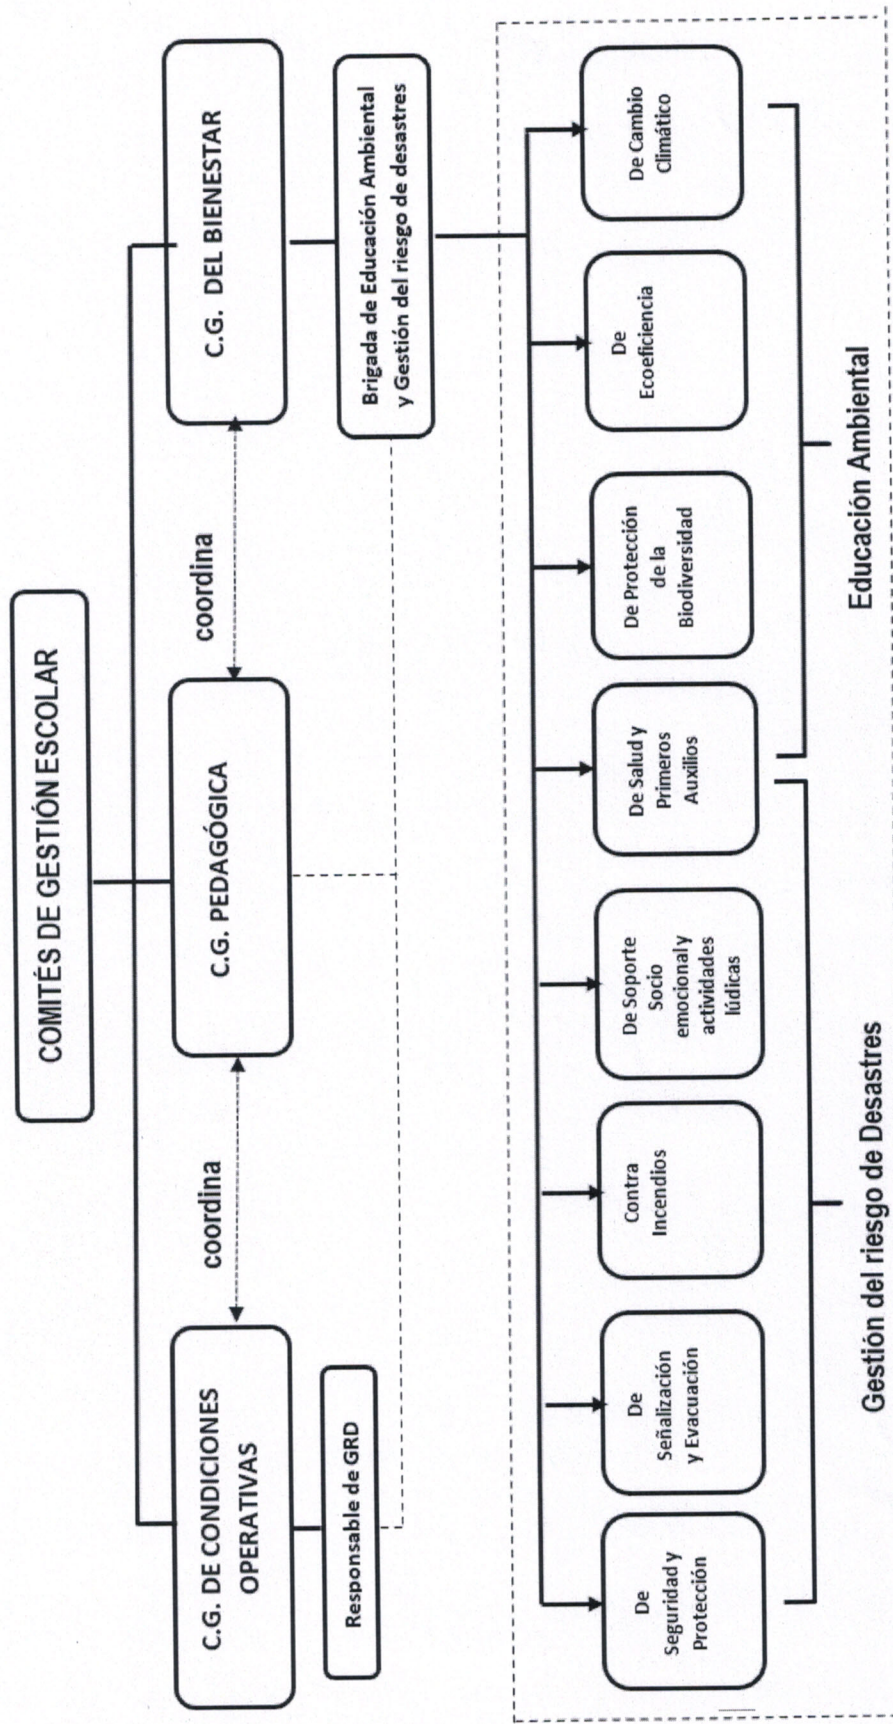 COMITÉS DE GESTIÓN ESCOLAR
C.G. DE CONDICIONES
OPERATIVAS
coordina
C.G. PEDAGÓGICA
coordina
C.G. DEL BIENESTAR
Responsable de GRD
Brigada de Educación Ambiental
y Gestión del riesgo de desastres
De
Seguridad y
Protección
De
Señalización
y Evacuación
Contra
Incendios
De Soporte
Socio
emocional y
actividades
lúdicas
De Salud y
Primeros
Auxilios
De Protección
de la
Biodiversidad
De
Ecoeficiencia
De Cambio
Climático
Gestión del riesgo de Desastres
Educación Ambiental